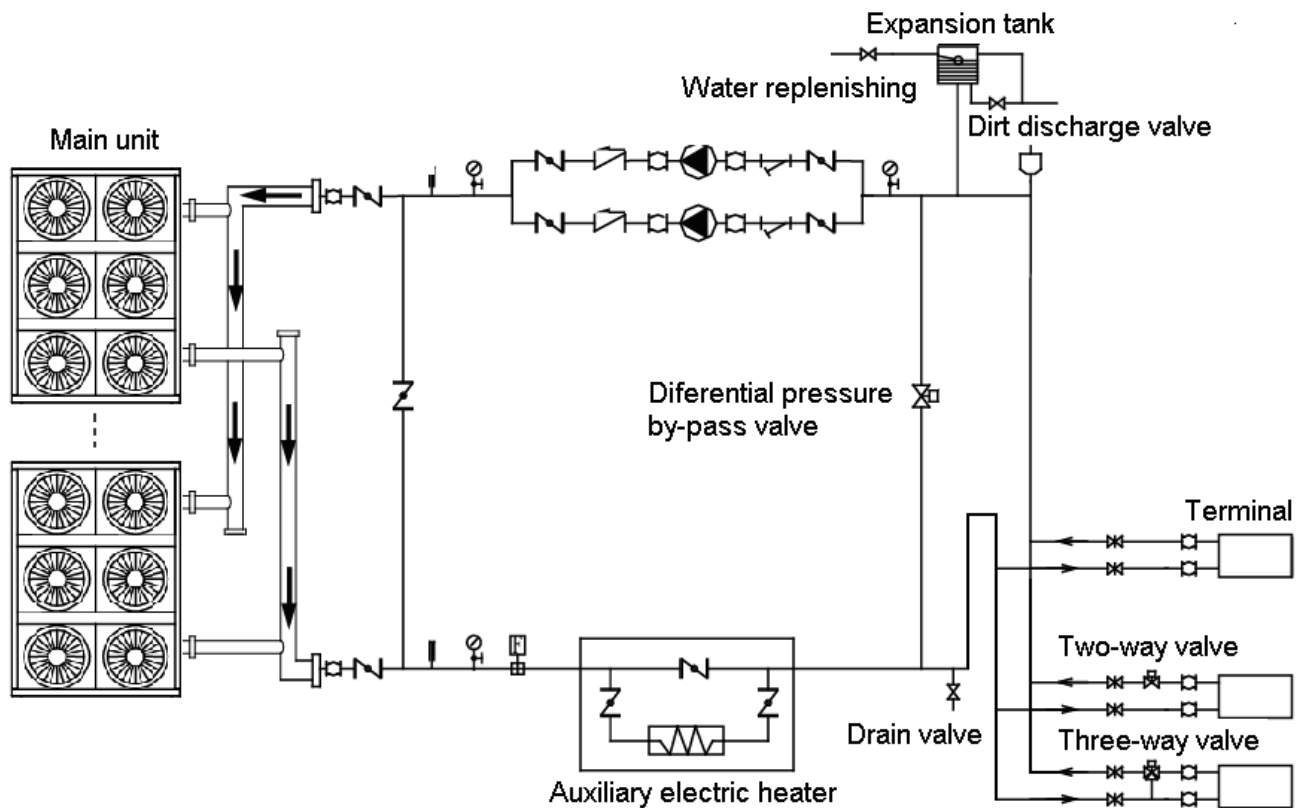 Expansion tank
Water replenishing
Dirt discharge valve
Main unit
Diferential pressure
by-pass valve
Terminal
Two-way valve
Drain valve
Three-way valve
Auxiliary electric heater